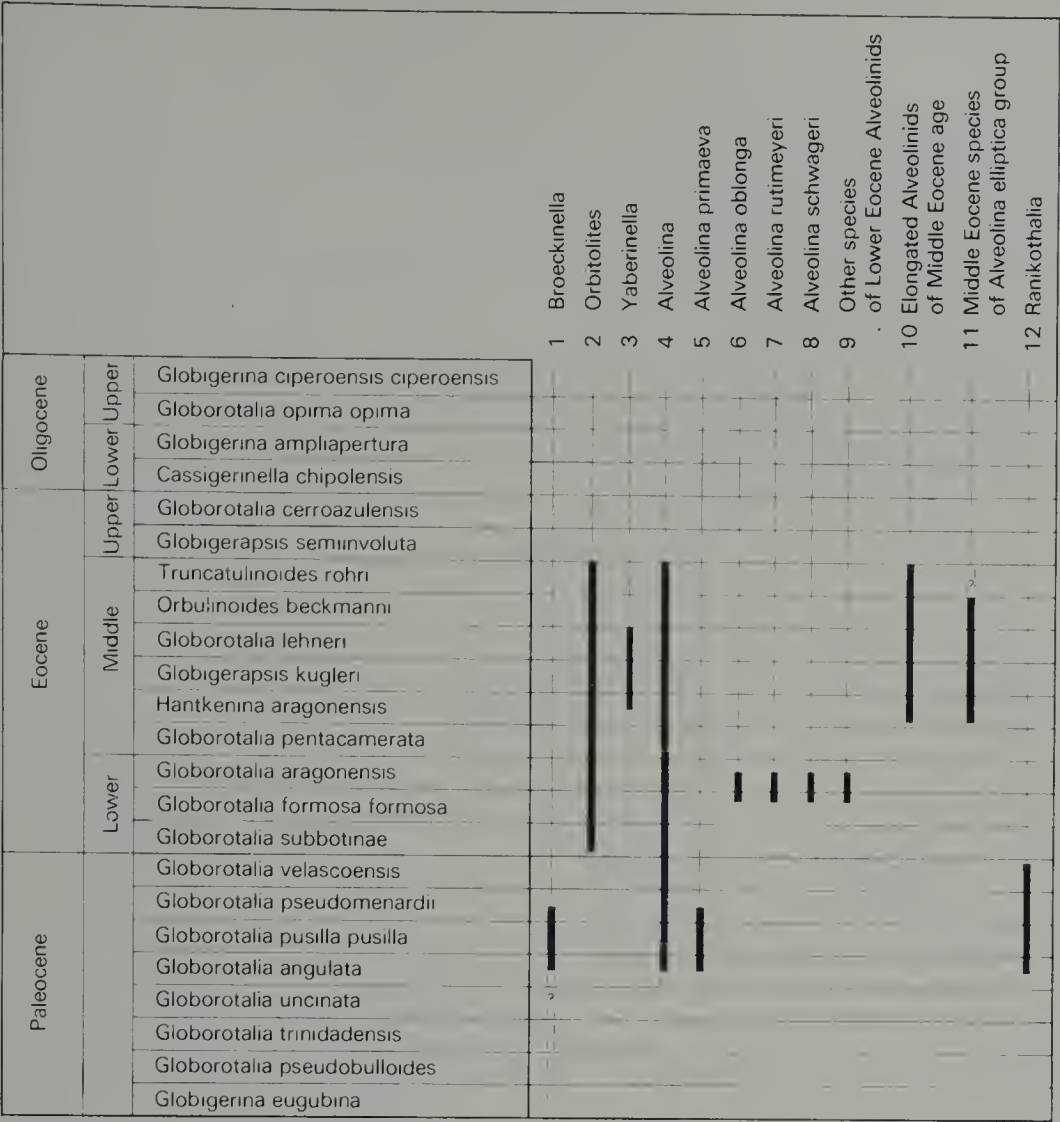 1 Broeckinella
2 Orbitolites
3 Yaberinella
4 Alveolina
5 Alveolina primaeva
6 Alveolina oblonga
7 Alveolina rutimeyeri
8 Alveolina schwageri
9 Other species
. of Lower Eocene Alveolinids
10 Elongated Alveolinids
of Middle Eocene age
11 Middle Eocene species
of Alveolina elliptica group
12 Ranikothalia
Oligocene
Upper
Globigerina ciperoensis ciperoensis
Globorotalia opima opima
Lower
Globigerina ampliapertura
Cassigerinella chipolensis
Eocene
Upper
Globorotalia cerroazulensis
Globigerapsis semiinvoluta
Middle
Truncatulinoides rohri
?
Orbulinoides beckmanni
Globorotalia lehneri
Globigerapsis kugleri
Hantkenina aragonensis
Globorotalia pentacamerata
Lower
Globorotalia aragonensis
Globorotalia formosa formosa
Globorotalia subbotinae
Paleocene
Globorotalia velascoensis
Globorotalia pseudomenardii
Globorotalia pusilla pusilla
Globorotalia angulata
Globorotalia uncinata
?
Globorotalia trinidadensis
Globorotalia pseudobulloides
Globigerina eugubina